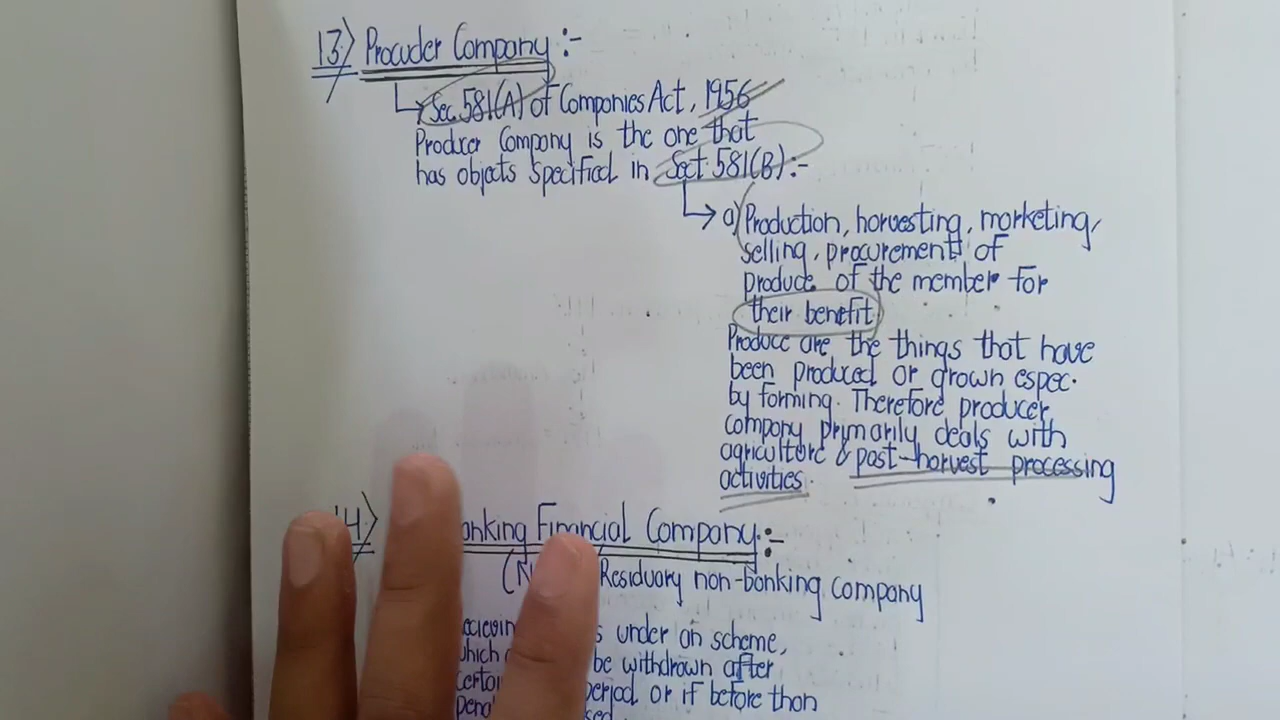 13) Procuder Company :-
Sec. 581(A) of Companies Act, 1956
Producer Company is the one that
has objects specified in Sect 581(B):-
a) Production, harvesting, marketing,
selling, procurement of
produce of the member for
their benefit
Produce are the things that have
been produced or grown espec.
by farming. Therefore producer
company primarily deals with
agriculture & post-harvest processing
activities.
14) Financial Company :-
Residuary non-banking company
under an scheme,
be withdrawn after
period or if before than